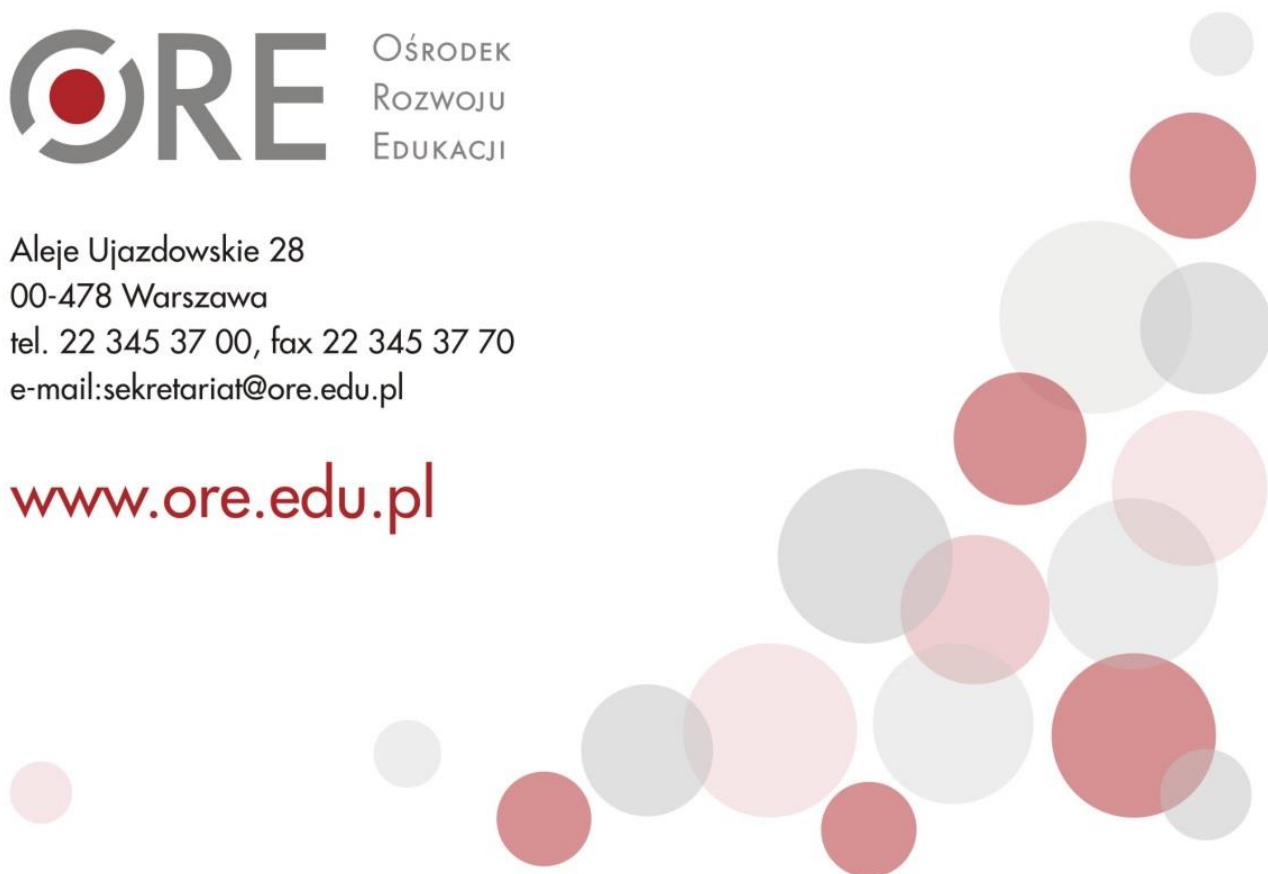 ORE
Ośrodek
Rozwoju
Edukacji
Aleje Ujazdowskie 28
00-478 Warszawa
tel. 22 345 37 00, fax 22 345 37 70
e-mail:sekretariat@ore.edu.pl
www.ore.edu.pl